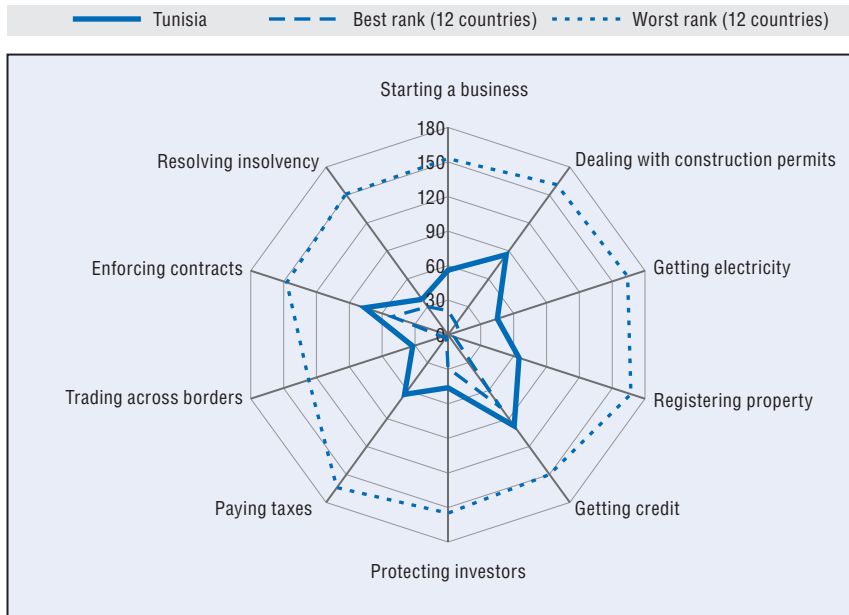 Tunisia Best rank (12 countries) Worst rank (12 countries)
Starting a business
180
Resolving insolvency
150
Dealing with construction permits
120
90
Enforcing contracts
60
Getting electricity
30
0
Trading across borders
Registering property
Paying taxes
Getting credit
Protecting investors